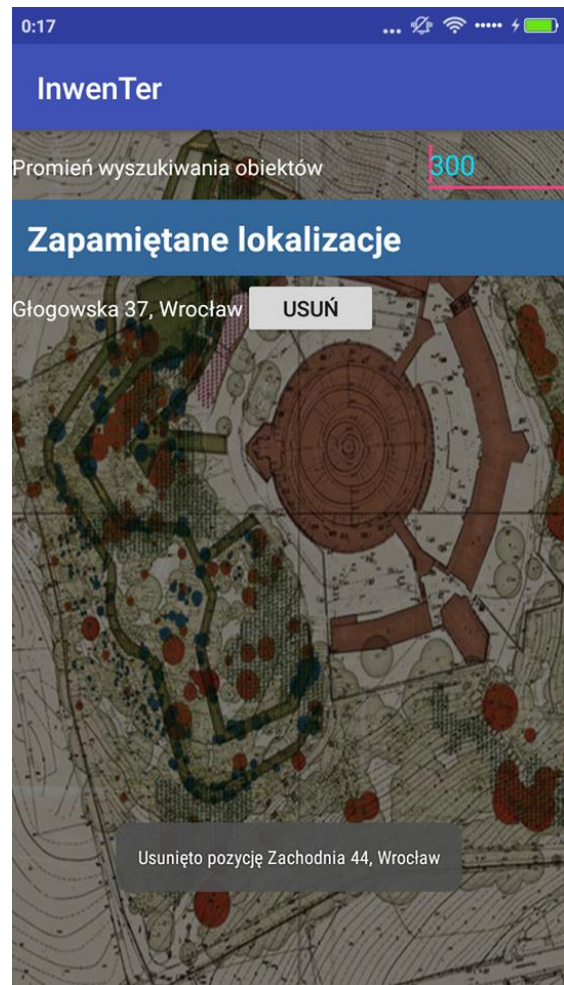 0:17
InwenTer
Promień wyszukiwania obiektów 300
Zapamiętane lokalizacje
Głogowska 37, Wrocław USUŃ
Usunięto pozycję Zachodnia 44, Wrocław